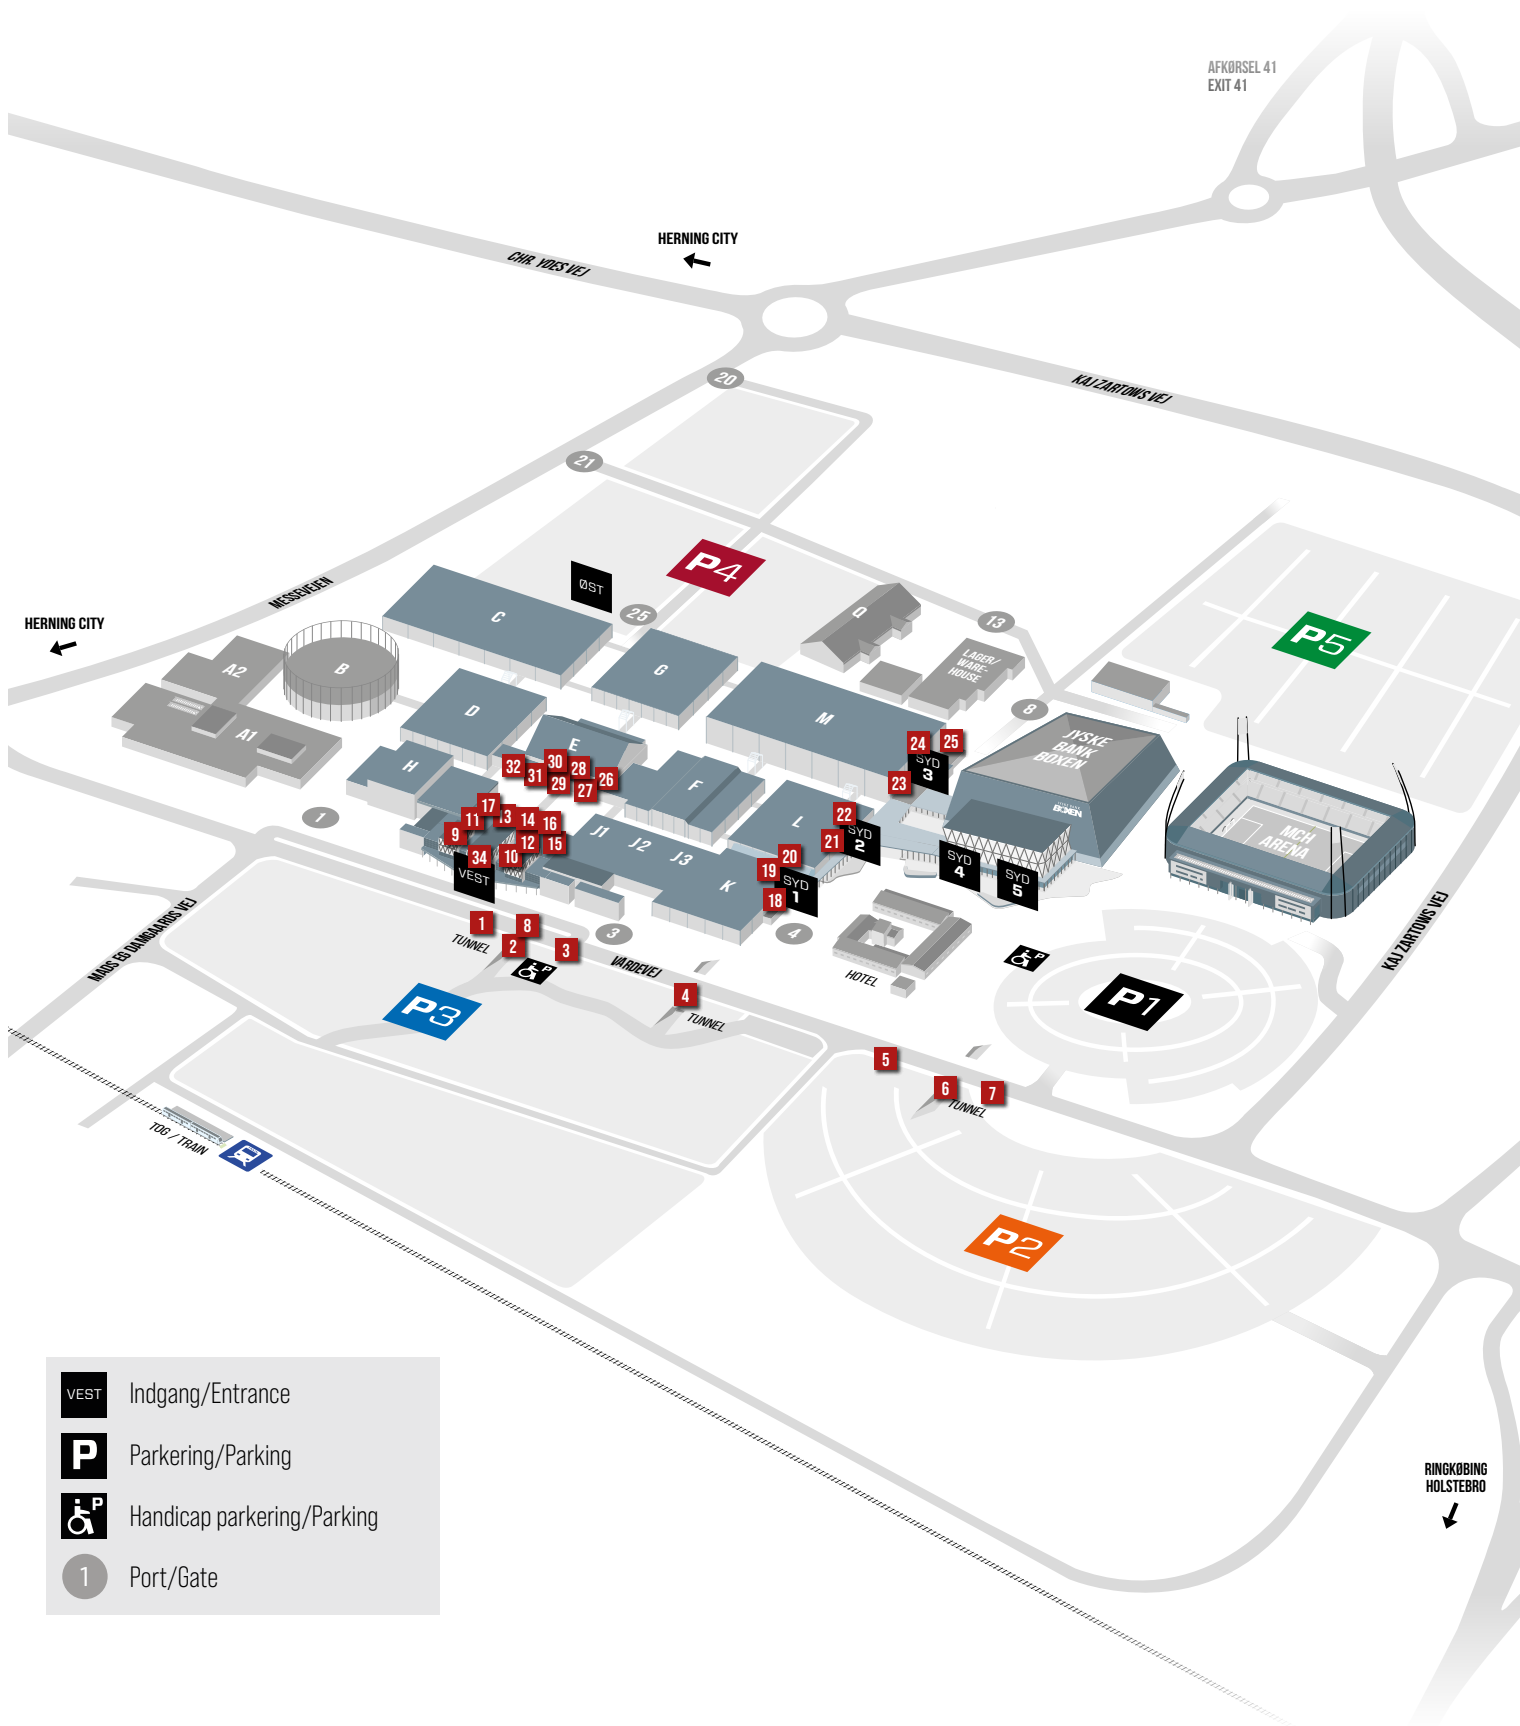 AFKØRSEL 41
EXIT 41
HERNING CITY
CHR. YDES VEJ
20
KAJ ZARTOWS VEJ
21
P4
ØST
MESSEVEJEN
HERNING CITY
C
25
Q
13
P5
A2
B
G
LAGER/
WARE-
HOUSE
A1
D
M
8
JYSKE
BANK
BOXEN
BOXEN
H
E
F
24
25
SYD
3
23
32
31
30
29
28
27
26
17
11
13
14
16
9
12
15
10
34
VEST
1
J1
J2
J3
K
L
22
21
SYD
2
20
19
SYD
1
18
SYD
4
SYD
5
MCH
ARENA
KAJ ZARTOWS VEJ
MADS EG DAMGAARDS VEJ
1
TUNNEL
8
2
3
P
3
VARDEVEJ
4
HOTEL
P
P1
P3
4
TUNNEL
5
6
7
TUNNEL
TOG / TRAIN
P2
VEST Indgang/Entrance
P Parkering/Parking
P Handicap parkering/Parking
1 Port/Gate
RINGKØBING
HOLSTEBRO